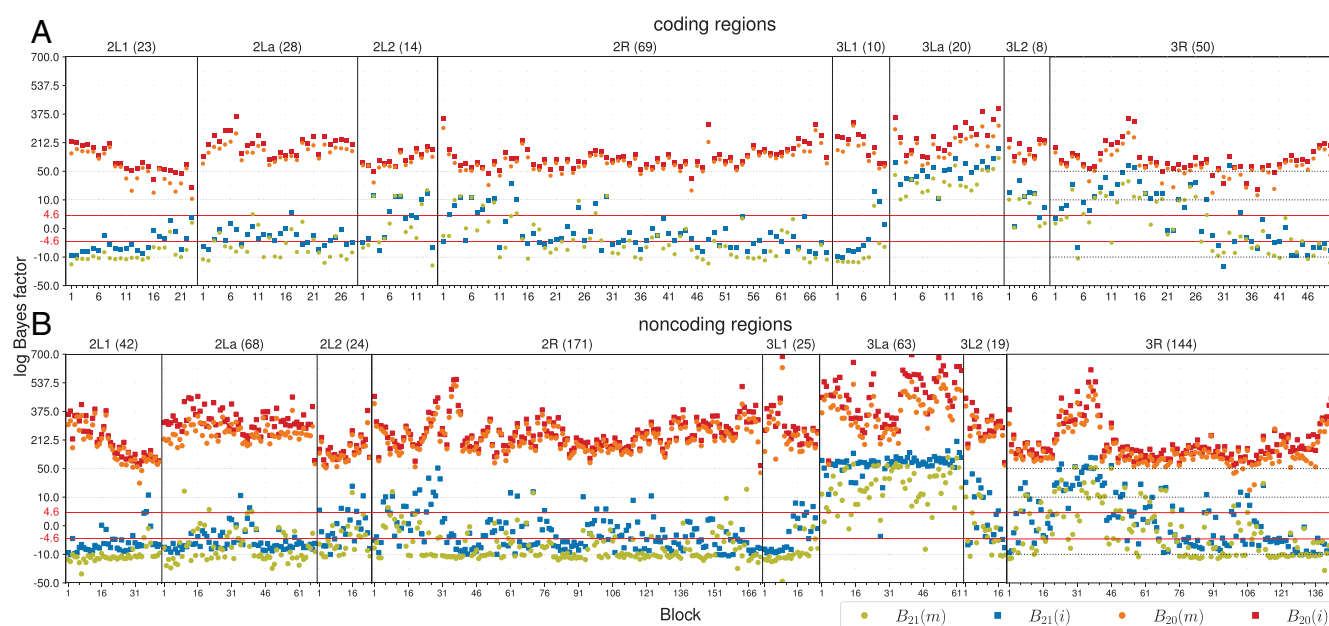 A
coding regions
2L1 (23) 2La (28) 2L2 (14) 2R (69) 3L1 (10) 3La (20) 3L2 (8) 3R (50)
700.0
537.5
375.0
212.5
50.0
10.0
4.6
0.0
-4.6
-10.0
-50.0
1 6 11 16 21 1 6 11 16 21 26 1 6 11 1 6 11 16 21 26 31 36 41 46 51 56 61 66 1 6 1 6 11 16 1 6 1 6 11 16 21 26 31 36 41 46
log Bayes factor
B
noncoding regions
2L1 (42) 2La (68) 2L2 (24) 2R (171) 3L1 (25) 3La (63) 3L2 (19) 3R (144)
700.0
537.5
375.0
212.5
50.0
10.0
4.6
0.0
-4.6
-10.0
-50.0
1 16 31 1 16 31 46 61 1 16 1 16 31 46 61 76 91 106 121 136 151 166 1 16 1 16 31 46 61 1 16 1 16 31 46 61 76 91 106 121 136
Block
B21(m) B21(i) B20(m) B20(i)